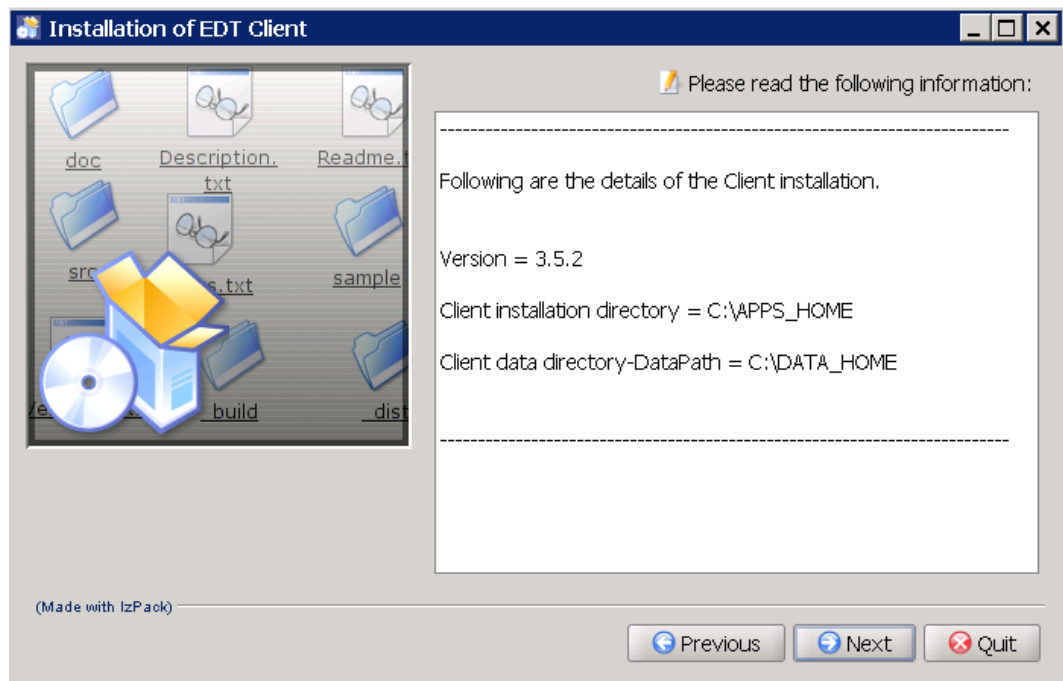 Installation of EDT Client
Please read the following information:
doc
Description.
txt
Readme.t
src
s.txt
sample
build
dist
--------------------------------------------------------------------------
Following are the details of the Client installation.
Version = 3.5.2
Client installation directory = C:\APPS_HOME
Client data directory-DataPath = C:\DATA_HOME
--------------------------------------------------------------------------
(Made with IzPack)
Previous
Next
Quit